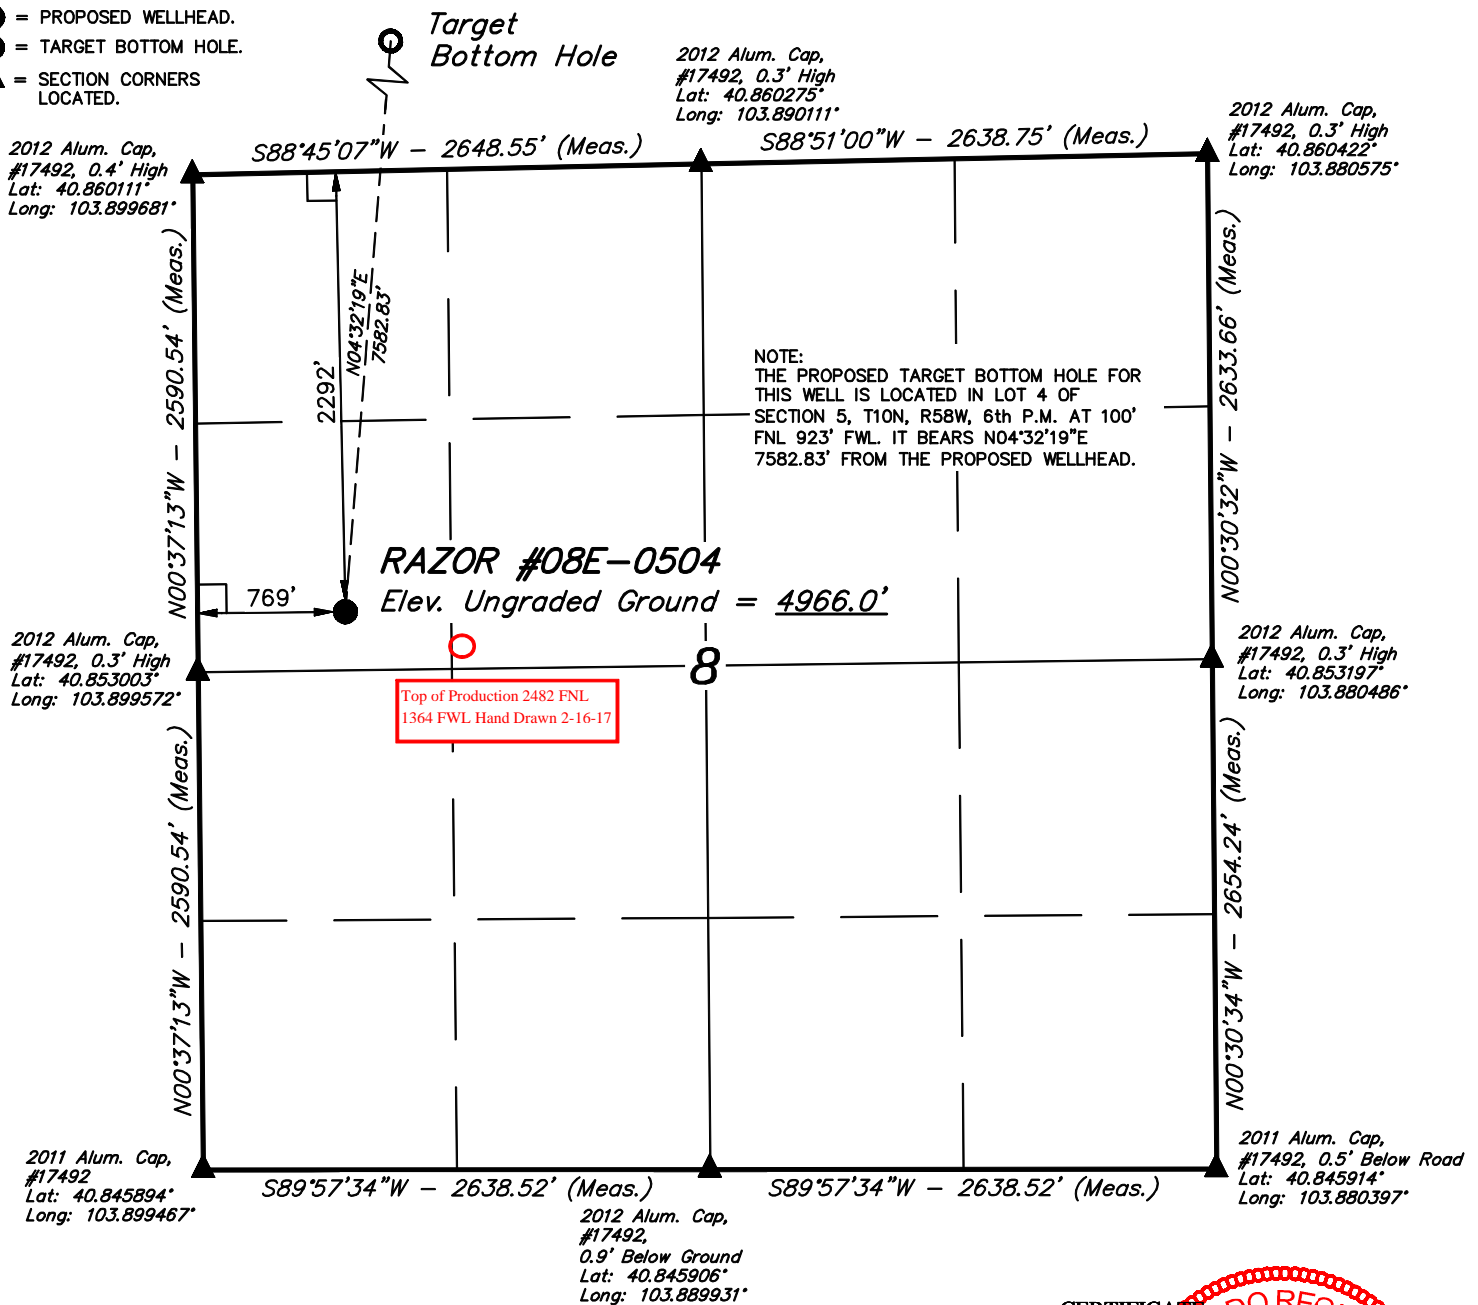 = PROPOSED WELLHEAD.
= TARGET BOTTOM HOLE.
= SECTION CORNERS
LOCATED.
Target
Bottom Hole
2012 Alum. Cap,
#17492, 0.3' High
Lat: 40.860275°
Long: 103.890111°
2012 Alum. Cap,
#17492, 0.3' High
Lat: 40.860422°
Long: 103.880575°
2012 Alum. Cap,
#17492, 0.4' High
Lat: 40.860111°
Long: 103.899681°
S88°45'07"W - 2648.55' (Meas.)
S88°51'00"W - 2638.75' (Meas.)
N00°37'13"W - 2590.54' (Meas.)
2292'
N04°32'19"E
7582.83'
N00°30'32"W - 2633.66' (Meas.)
NOTE:
THE PROPOSED TARGET BOTTOM HOLE FOR
THIS WELL IS LOCATED IN LOT 4 OF
SECTION 5, T10N, R58W, 6th P.M. AT 100'
FNL 923' FWL. IT BEARS N04°32'19"E
7582.83' FROM THE PROPOSED WELLHEAD.
RAZOR #08E-0504
Elev. Ungraded Ground = 4966.0'
769'
2012 Alum. Cap,
#17492, 0.3' High
Lat: 40.853003°
Long: 103.899572°
8
2012 Alum. Cap,
#17492, 0.3' High
Lat: 40.853197°
Long: 103.880486°
Top of Production 2482 FNL
1364 FWL Hand Drawn 2-16-17
N00°37'13"W - 2590.54' (Meas.)
N00°30'34"W - 2654.24' (Meas.)
2011 Alum. Cap,
#17492
Lat: 40.845894°
Long: 103.899467°
S89°57'34"W - 2638.52' (Meas.)
S89°57'34"W - 2638.52' (Meas.)
2011 Alum. Cap,
#17492, 0.5' Below Road
Lat: 40.845914°
Long: 103.880397°
2012 Alum. Cap,
#17492,
0.9' Below Ground
Lat: 40.845906°
Long: 103.889931°